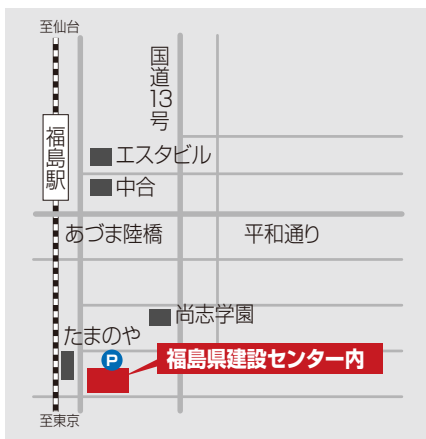 至仙台
国道13号
福島駅
エスタビル
中合
あづま陸橋
平和通り
尚志学園
たまのや
P
福島県建設センター内
至東京